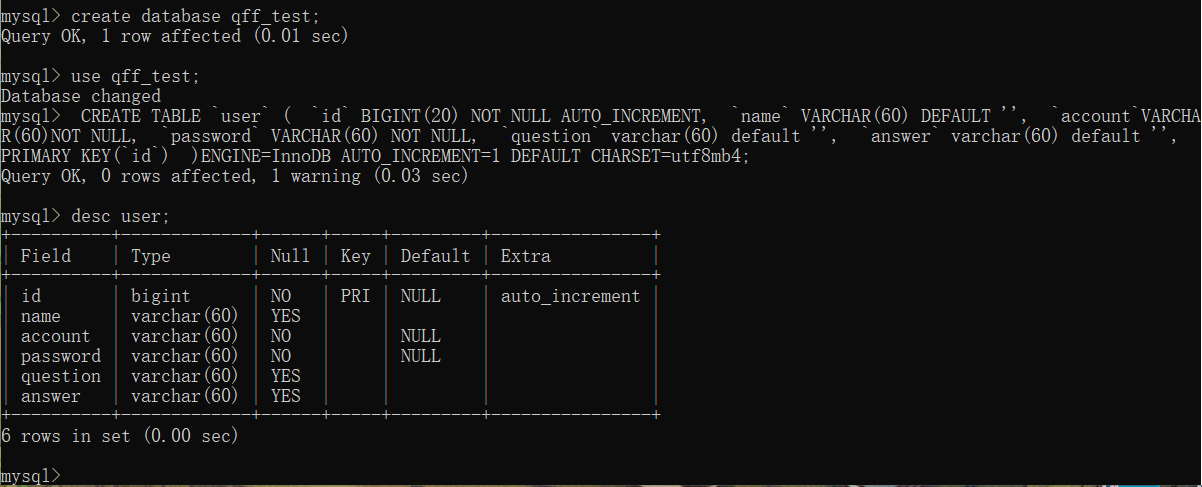 mysql> create database qff_test;
Query OK, 1 row affected (0.01 sec)
mysql> use qff_test;
Database changed
mysql>  CREATE TABLE `user` (  `id` BIGINT(20) NOT NULL AUTO_INCREMENT,  `name` VARCHAR(60) DEFAULT '',  `account`VARCHA
R(60)NOT NULL,  `password` VARCHAR(60) NOT NULL,  `question` varchar(60) default '',  `answer` varchar(60) default '',
PRIMARY KEY(`id`)  )ENGINE=InnoDB AUTO_INCREMENT=1 DEFAULT CHARSET=utf8mb4;
Query OK, 0 rows affected, 1 warning (0.03 sec)
mysql> desc user;
+----------+-------------+------+-----+---------+----------------+
| Field    | Type        | Null | Key | Default | Extra          |
+----------+-------------+------+-----+---------+----------------+
| id       | bigint      | NO   | PRI | NULL    | auto_increment |
| name     | varchar(60) | YES  |     |         |                |
| account  | varchar(60) | NO   |     | NULL    |                |
| password | varchar(60) | NO   |     | NULL    |                |
| question | varchar(60) | YES  |     |         |                |
| answer   | varchar(60) | YES  |     |         |                |
+----------+-------------+------+-----+---------+----------------+
6 rows in set (0.00 sec)
mysql>